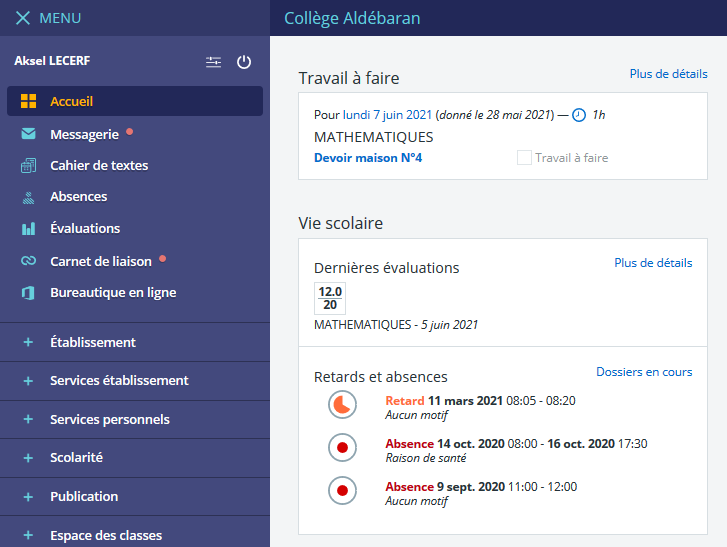 MENU
Collège Aldébaran
Aksel LECERF
Accueil
Messagerie
Cahier de textes
Absences
Évaluations
Carnet de liaison
Bureautique en ligne
Établissement
Services établissement
Services personnels
Scolarité
Publication
Espace des classes
Travail à faire
Plus de détails
Pour lundi 7 juin 2021 (donné le 28 mai 2021) — 1h
MATHEMATIQUES
Devoir maison N°4
Travail à faire
Vie scolaire
Dernières évaluations
Plus de détails
12.0
20
MATHEMATIQUES - 5 juin 2021
Retards et absences
Dossiers en cours
Retard 11 mars 2021 08:05 - 08:20
Aucun motif
Absence 14 oct. 2020 08:00 - 16 oct. 2020 17:30
Raison de santé
Absence 9 sept. 2020 11:00 - 12:00
Aucun motif